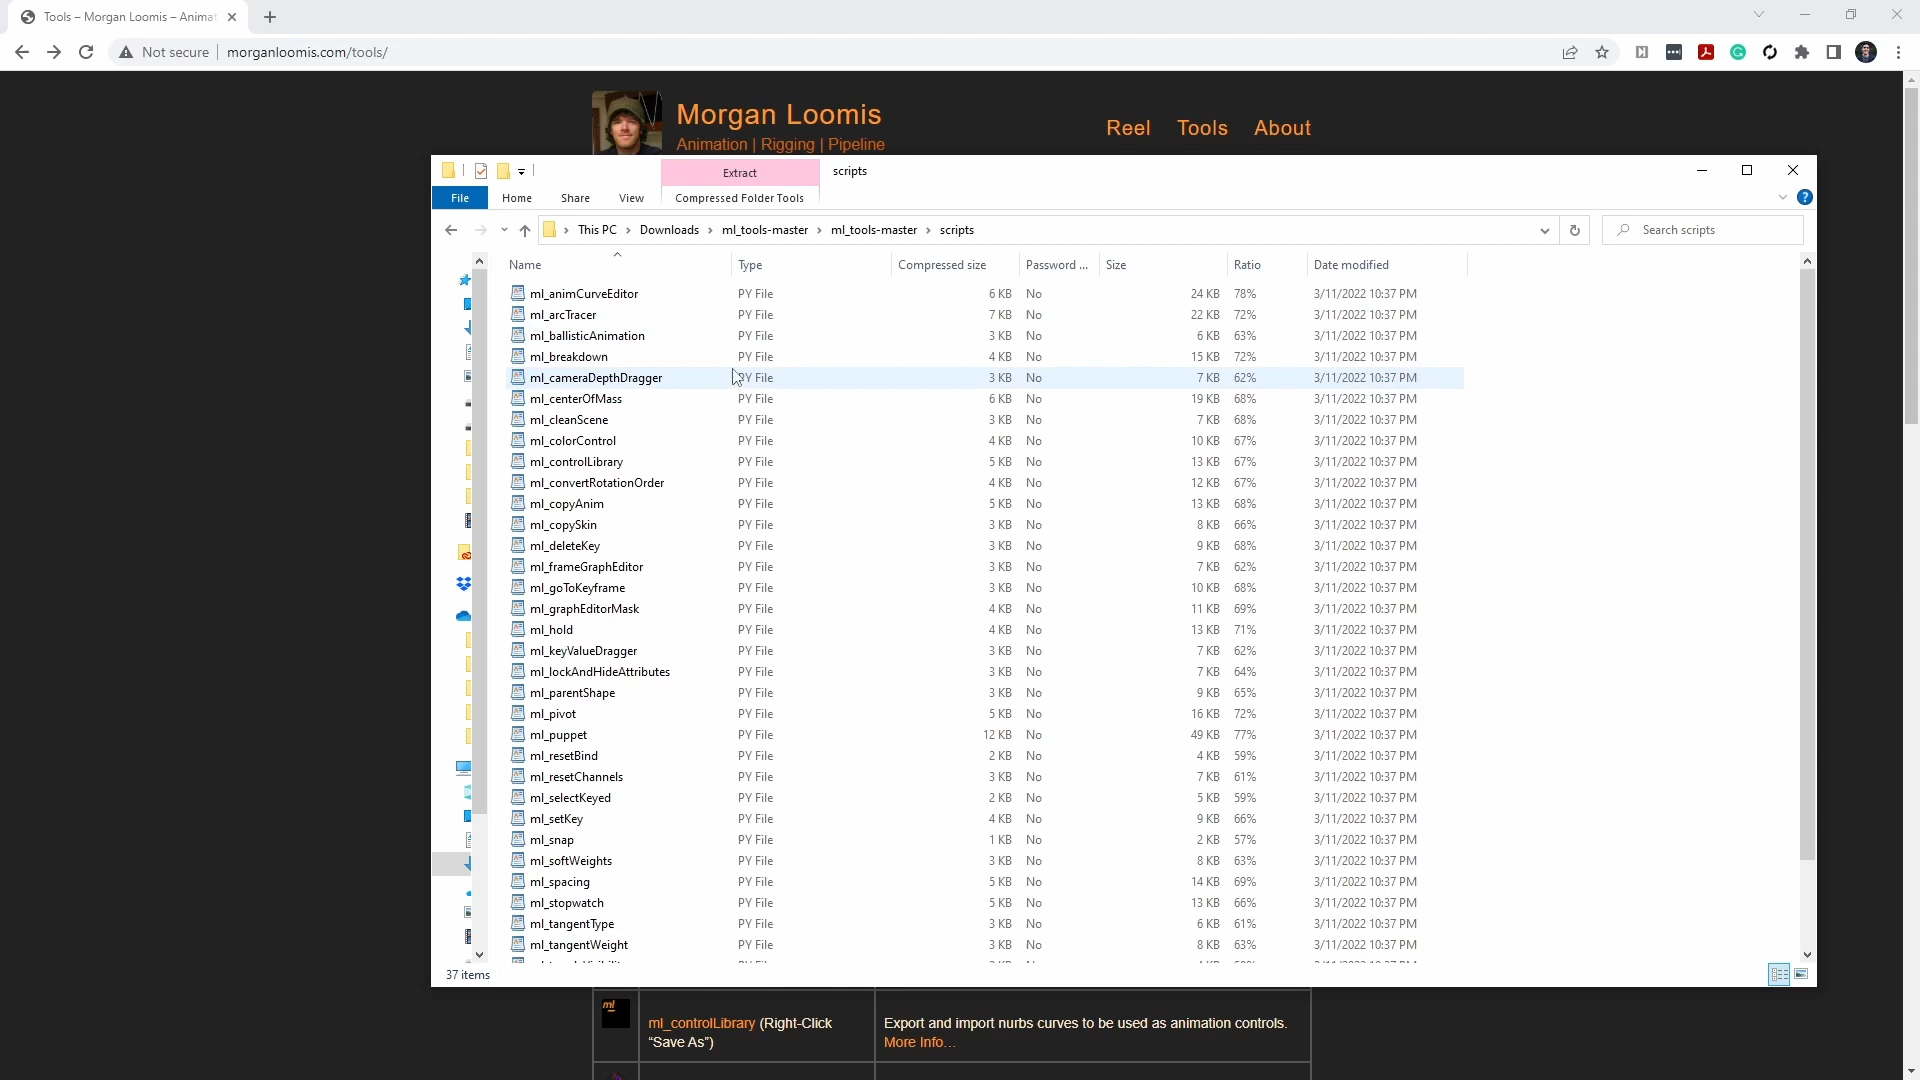 Tools – Morgan Loomis – Animat
Not secure
morganloomis.com/tools/
Morgan Loomis
Animation | Rigging | Pipeline
Reel Tools About
Extract
scripts
File Home Share View Compressed Folder Tools
This PC › Downloads › ml_tools-master › ml_tools-master › scripts
Search scripts
Name Type Compressed size Password ... Size Ratio Date modified
ml_animCurveEditor PY File 6 KB No 24 KB 78% 3/11/2022 10:37 PM
ml_arcTracer PY File 7 KB No 22 KB 72% 3/11/2022 10:37 PM
ml_ballisticAnimation PY File 3 KB No 6 KB 63% 3/11/2022 10:37 PM
ml_breakdown PY File 4 KB No 15 KB 72% 3/11/2022 10:37 PM
ml_cameraDepthDragger PY File 3 KB No 7 KB 62% 3/11/2022 10:37 PM
ml_centerOfMass PY File 6 KB No 19 KB 68% 3/11/2022 10:37 PM
ml_cleanScene PY File 3 KB No 7 KB 68% 3/11/2022 10:37 PM
ml_colorControl PY File 4 KB No 10 KB 67% 3/11/2022 10:37 PM
ml_controlLibrary PY File 5 KB No 13 KB 67% 3/11/2022 10:37 PM
ml_convertRotationOrder PY File 4 KB No 12 KB 67% 3/11/2022 10:37 PM
ml_copyAnim PY File 5 KB No 13 KB 68% 3/11/2022 10:37 PM
ml_copySkin PY File 3 KB No 8 KB 66% 3/11/2022 10:37 PM
ml_deleteKey PY File 3 KB No 9 KB 68% 3/11/2022 10:37 PM
ml_frameGraphEditor PY File 3 KB No 7 KB 62% 3/11/2022 10:37 PM
ml_goToKeyframe PY File 3 KB No 10 KB 68% 3/11/2022 10:37 PM
ml_graphEditorMask PY File 4 KB No 11 KB 69% 3/11/2022 10:37 PM
ml_hold PY File 4 KB No 13 KB 71% 3/11/2022 10:37 PM
ml_keyValueDragger PY File 3 KB No 7 KB 62% 3/11/2022 10:37 PM
ml_lockAndHideAttributes PY File 3 KB No 7 KB 64% 3/11/2022 10:37 PM
ml_parentShape PY File 3 KB No 9 KB 65% 3/11/2022 10:37 PM
ml_pivot PY File 5 KB No 16 KB 72% 3/11/2022 10:37 PM
ml_puppet PY File 12 KB No 49 KB 77% 3/11/2022 10:37 PM
ml_resetBind PY File 2 KB No 4 KB 59% 3/11/2022 10:37 PM
ml_resetChannels PY File 3 KB No 7 KB 61% 3/11/2022 10:37 PM
ml_selectKeyed PY File 2 KB No 5 KB 59% 3/11/2022 10:37 PM
ml_setKey PY File 4 KB No 9 KB 66% 3/11/2022 10:37 PM
ml_snap PY File 1 KB No 2 KB 57% 3/11/2022 10:37 PM
ml_softWeights PY File 3 KB No 8 KB 63% 3/11/2022 10:37 PM
ml_spacing PY File 5 KB No 14 KB 69% 3/11/2022 10:37 PM
ml_stopwatch PY File 5 KB No 13 KB 66% 3/11/2022 10:37 PM
ml_tangentType PY File 3 KB No 6 KB 61% 3/11/2022 10:37 PM
ml_tangentWeight PY File 3 KB No 8 KB 63% 3/11/2022 10:37 PM
37 items
ml
ml_controlLibrary (Right-Click
“Save As”)
Export and import nurbs curves to be used as animation controls.
More Info…